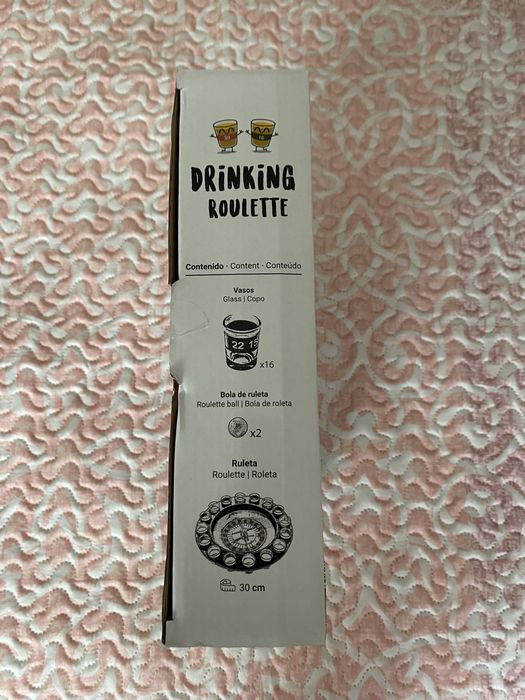 DRiNKiNG
ROULETTE
Contenido · Content · Conteúdo
Vasos
Glass | Copo
22 15
x16
Bola de ruleta
Roulette ball | Bola de roleta
x2
Ruleta
Roulette | Roleta
30 cm